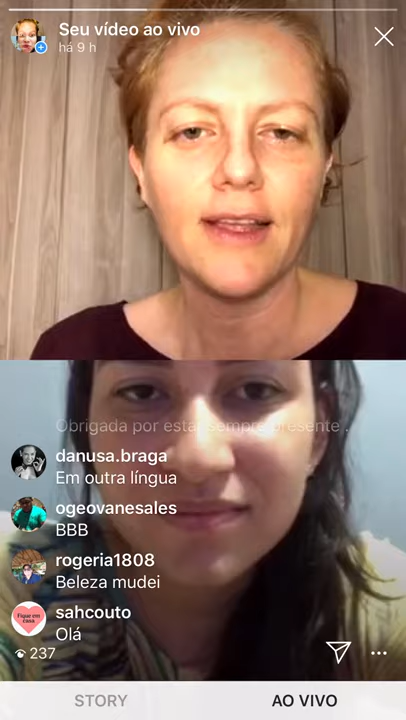 Seu vídeo ao vivo
há 9 h
Obrigada por estar sempre presente .
danusa.braga
Em outra língua
ogeovanesales
BBB
rogeria1808
Beleza mudei
Fique em
casa
sahcouto
Olá
237
STORY
AO VIVO